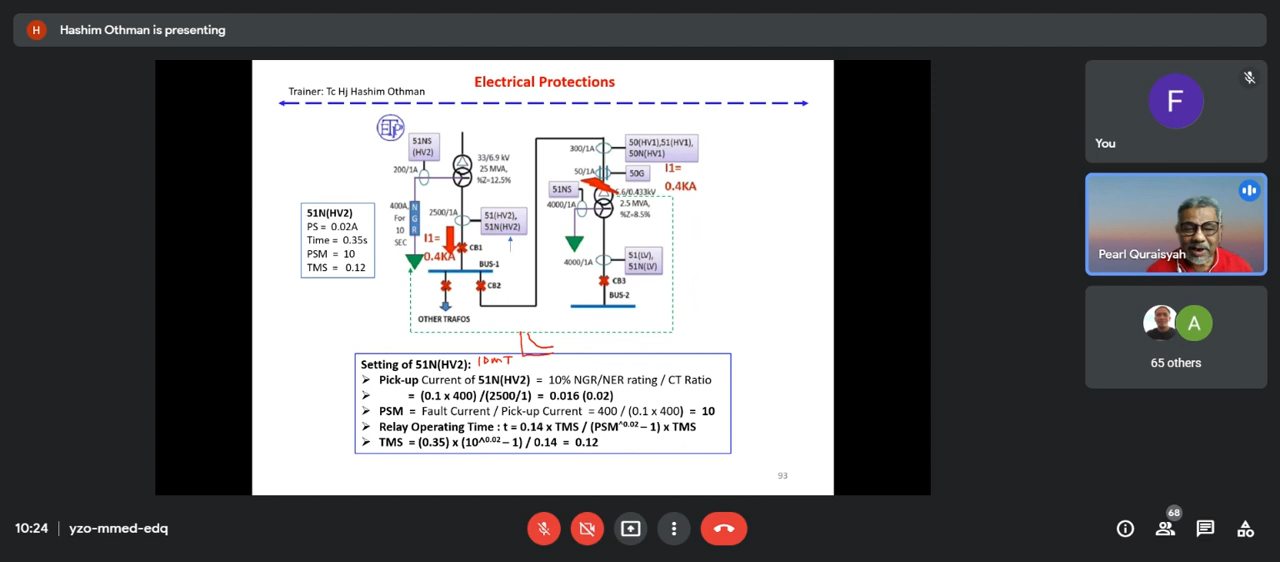 H
Hashim Othman is presenting
Electrical Protections
Trainer: Tc Hj Hashim Othman
ETP
51NS
(HV2)
200/1A
33/6.9 kV
25 MVA,
%Z=12.5%
400A
For
10
SEC
N
G
R
2500/1A
51(HV2),
51N(HV2)
I1=
0.4KA
CB1
BUS-1
CB2
OTHER TRAFOS
51N(HV2)
PS = 0.02A
Time = 0.35s
PSM = 10
TMS = 0.12
300/1A
50(HV1),51(HV1),
50N(HV1)
50/1A
50G
I1=
0.4KA
51NS
4000/1A
6.6/0.433kV
2.5 MVA,
%Z=8.5%
4000/1A
51(LV),
51N(LV)
CB3
BUS-2
Setting of 51N(HV2): IDMT
➢ Pick-up Current of 51N(HV2) = 10% NGR/NER rating / CT Ratio
➢ = (0.1 x 400) /(2500/1) = 0.016 (0.02)
➢ PSM = Fault Current / Pick-up Current = 400 / (0.1 x 400) = 10
➢ Relay Operating Time : t = 0.14 x TMS / (PSM^0.02 – 1) x TMS
➢ TMS = (0.35) x (10^0.02 – 1) / 0.14 = 0.12
93
F
You
Pearl Quraisyah
A
65 others
10:24 | yzo-mmed-edq
68